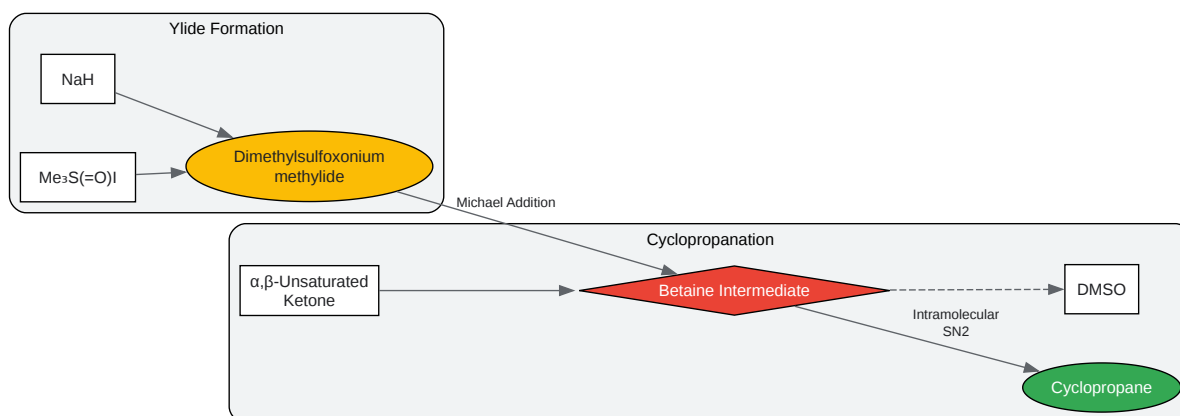 Ylide Formation
NaH
Me₃S(=O)I
Dimethylsulfoxonium
methylide
Michael Addition
Cyclopropanation
α,β-Unsaturated
Ketone
Betaine Intermediate
DMSO
Intramolecular
SN2
Cyclopropane